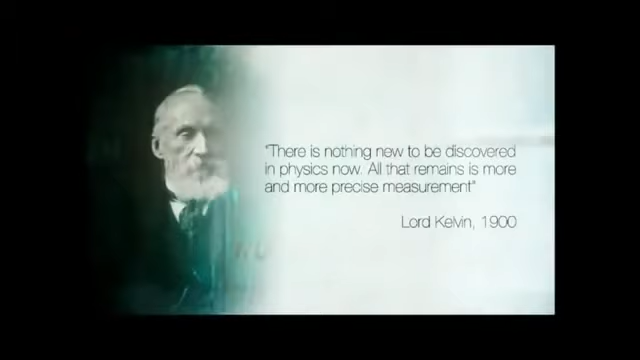 "There is nothing new to be discovered
in physics now. All that remains is more
and more precise measurement"
Lord Kelvin, 1900